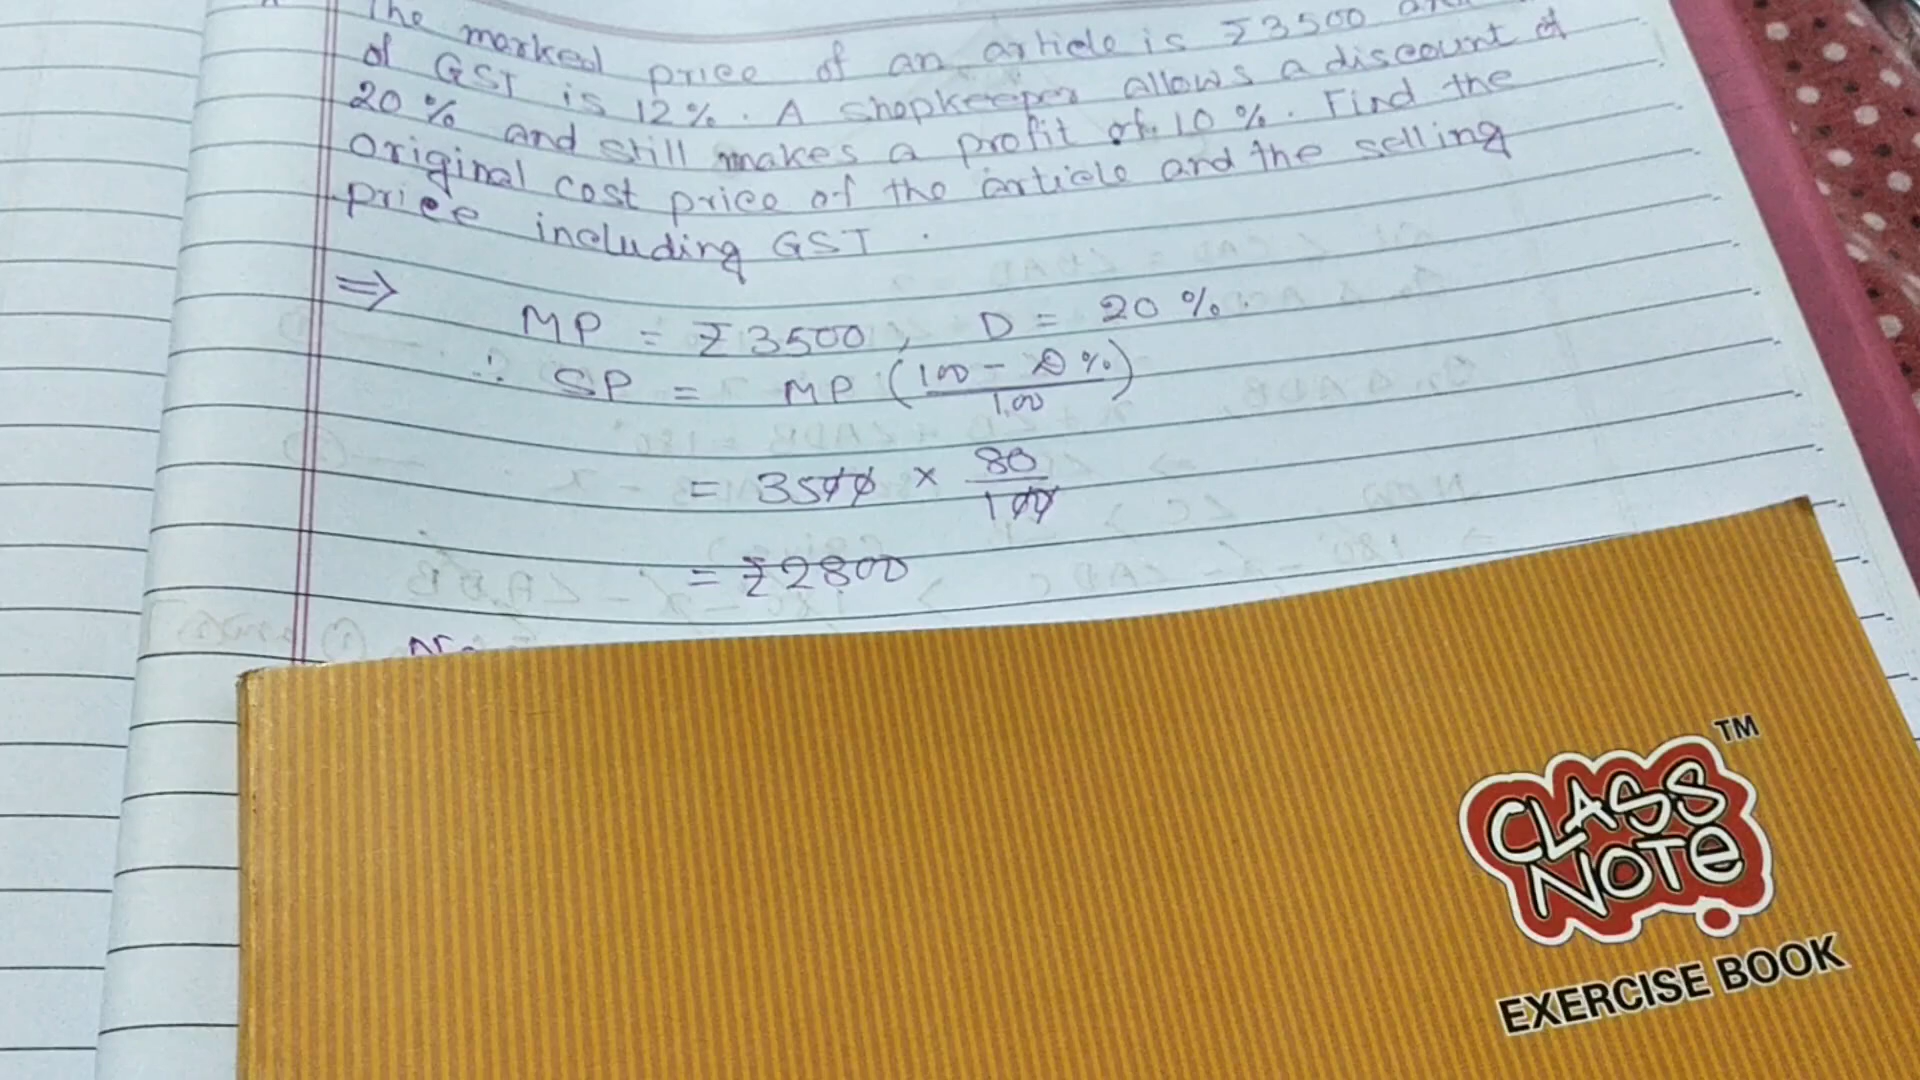 The marked price of an article is ₹3500
of GST is 12%. A shopkeeper allows a discount of
20% and still makes a profit of 10%. Find the
original cost price of the article and the selling
price including GST.
⇒ MP = ₹3500, D = 20%.
∴ SP = MP (100 - D% / 100)
= 3500 × 80/100
= ₹2800
CLASS NOTE TM
EXERCISE BOOK